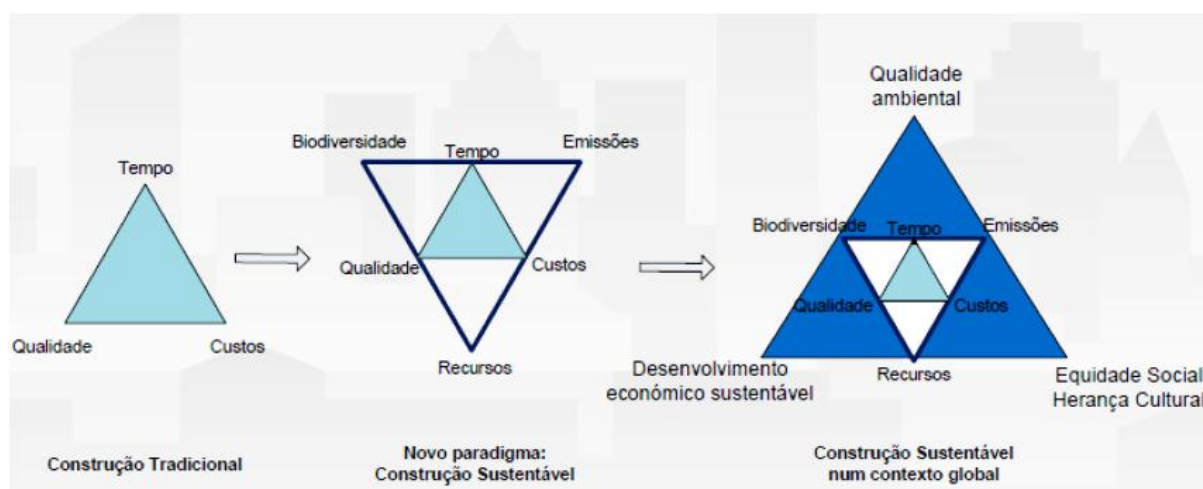 Tempo
Qualidade
Custos
Construção Tradicional
Biodiversidade
Emissões
Tempo
Qualidade
Custos
Recursos
Novo paradigma:
Construção Sustentável
Qualidade
ambiental
Biodiversidade
Emissões
Tempo
Qualidade
Custos
Recursos
Desenvolvimento
económico sustentável
Equidade Social
Herança Cultural
Construção Sustentável
num contexto global